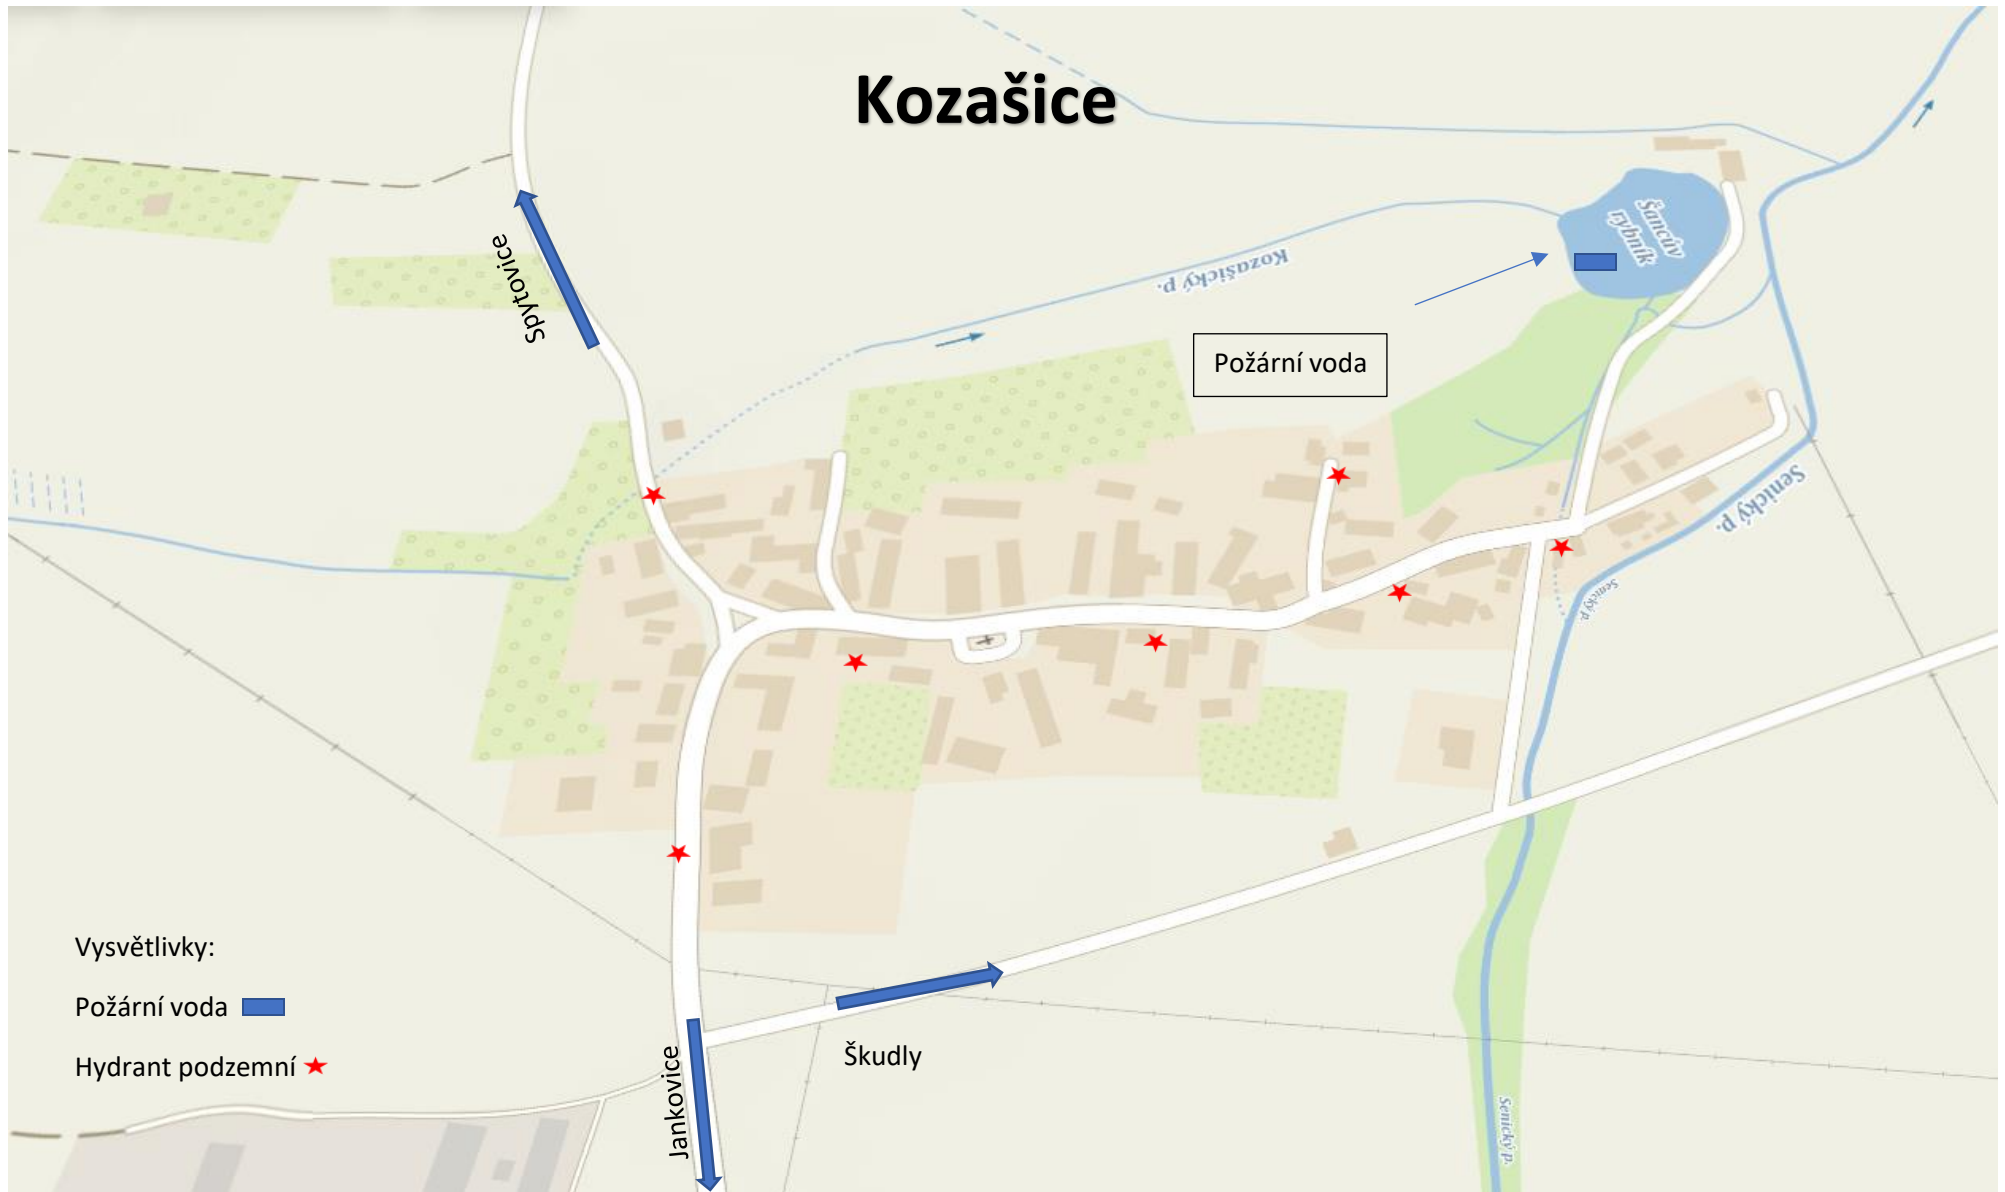 Kozašice
Spytovice
Šancův
rybník
Kozašický p.
Požární voda
Senický p.
Senický p.
Vysvětlivky:
Požární voda
Hydrant podzemní
Škudly
Jankovice
Senický p.